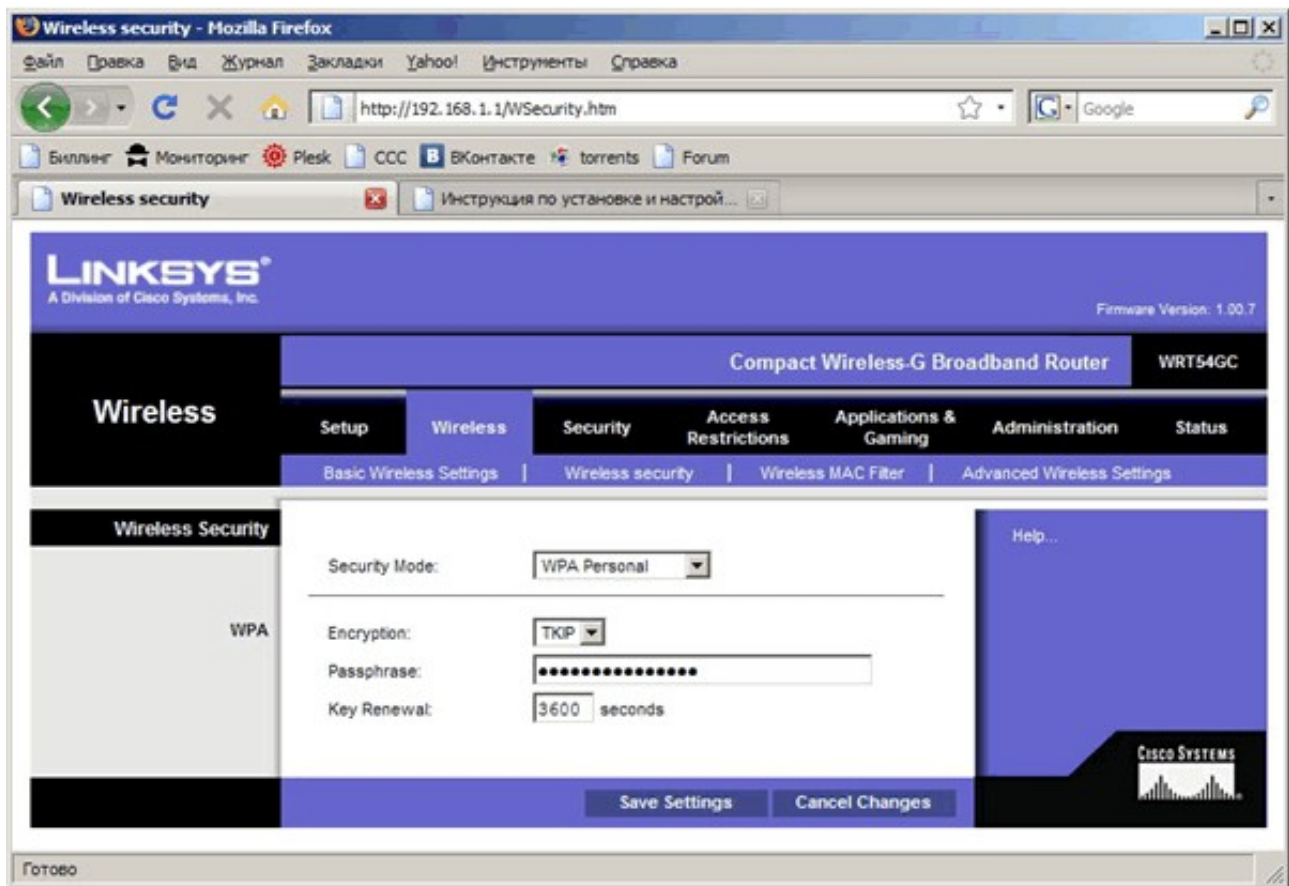 Wireless security - Mozilla Firefox
Файл Правка Вид Журнал Закладки Yahoo! Инструменты Справка
http://192.168.1.1/WSecurity.htm G Google
Биллинг Мониторинг Plesk CCC B ВКонтакте torrents Forum
Wireless security Инструкция по установке и настрой...
LINKSYS®
A Division of Cisco Systems, Inc.
Firmware Version: 1.00.7
Compact Wireless-G Broadband Router WRT54GC
Wireless
Setup Wireless Security Access Restrictions Applications & Gaming Administration Status
Basic Wireless Settings | Wireless security | Wireless MAC Filter | Advanced Wireless Settings
Wireless Security
Help...
Security Mode: WPA Personal
WPA
Encryption: TKIP
Passphrase: •••••••••••••••
Key Renewal: 3600 seconds
CISCO SYSTEMS
Save Settings Cancel Changes
Готово